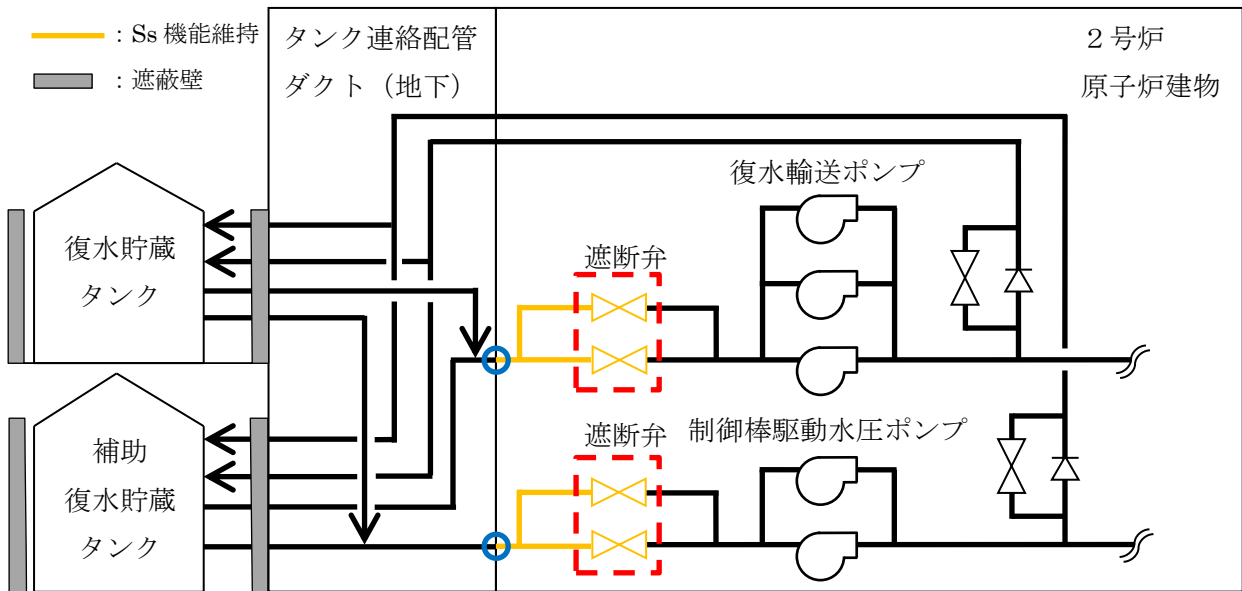 ：Ss 機能維持
：遮蔽壁
タンク連絡配管
ダクト（地下）
２号炉
原子炉建物
復水貯蔵
タンク
復水輸送ポンプ
遮断弁
補助
復水貯蔵
タンク
遮断弁
制御棒駆動水圧ポンプ